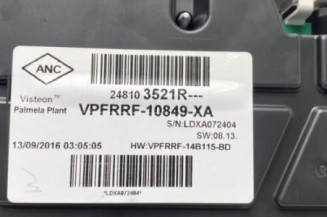 ANC
24810 3521R---
Visteon™
Palmela Plant
VPFRRF-10849-XA
S/N:LDXA072404
SW:08.13.
13/09/2016 03:05:05
HW:VPFRRF-14B115-BD
*LDXA072404*